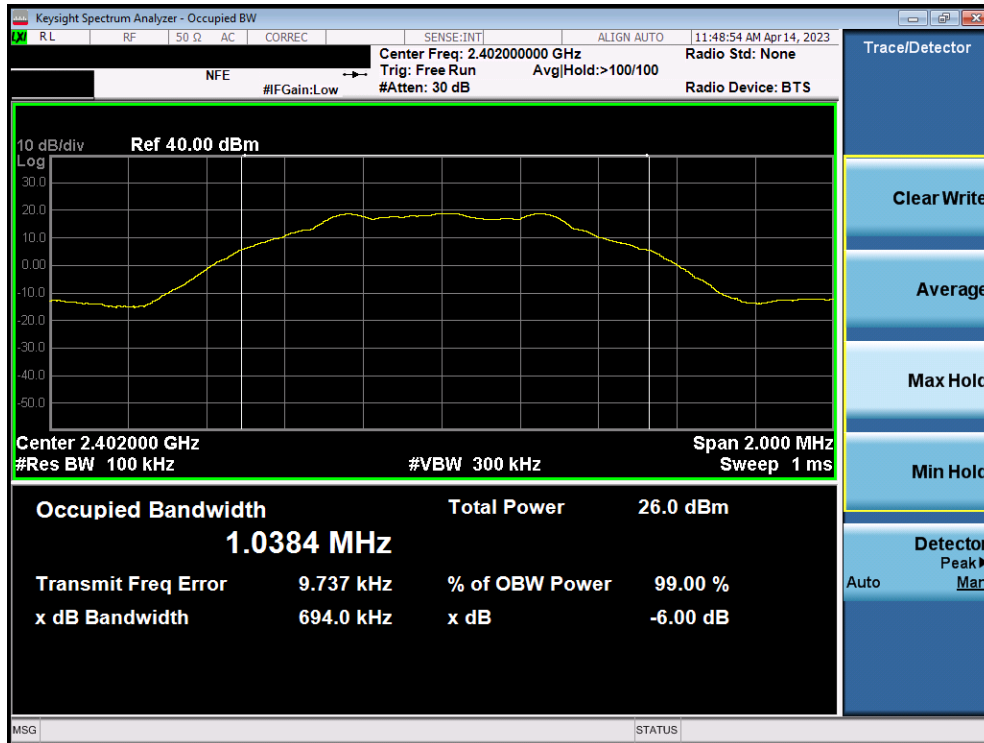 Keysight Spectrum Analyzer - Occupied BW
LXI RL RF 50 Ω AC CORREC SENSE:INT ALIGN AUTO 11:48:54 AM Apr 14, 2023
Center Freq: 2.402000000 GHz Radio Std: None
NFE Trig: Free Run Avg|Hold:>100/100
#IFGain:Low #Atten: 30 dB Radio Device: BTS
Trace/Detector
10 dB/div Ref 40.00 dBm
Log
30.0
20.0
10.0
0.00
-10.0
-20.0
-30.0
-40.0
-50.0
Center 2.402000 GHz Span 2.000 MHz
#Res BW 100 kHz #VBW 300 kHz Sweep 1 ms
Occupied Bandwidth Total Power 26.0 dBm
1.0384 MHz
Transmit Freq Error 9.737 kHz % of OBW Power 99.00 %
x dB Bandwidth 694.0 kHz x dB -6.00 dB
Clear Write
Average
Max Hold
Min Hold
Detector
Peak
Auto Man
MSG STATUS